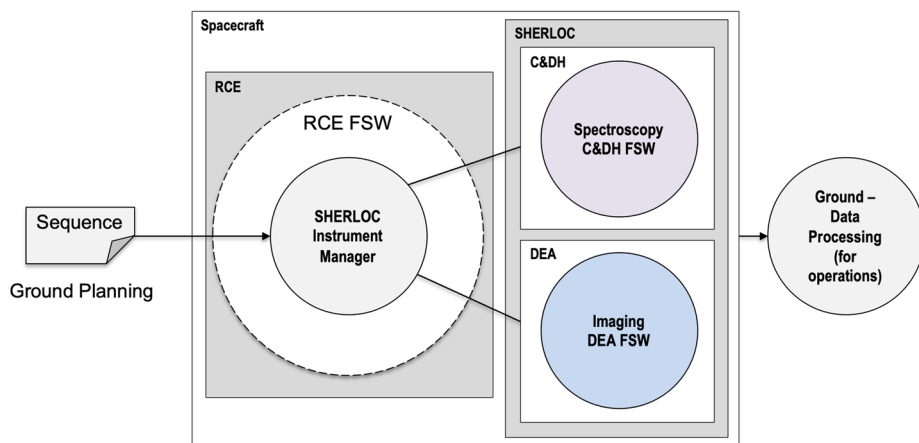 Spacecraft
RCE
RCE FSW
SHERLOC
Instrument
Manager
Sequence
Ground Planning
SHERLOC
C&DH
Spectroscopy
C&DH FSW
DEA
Imaging
DEA FSW
Ground –
Data
Processing
(for
operations)